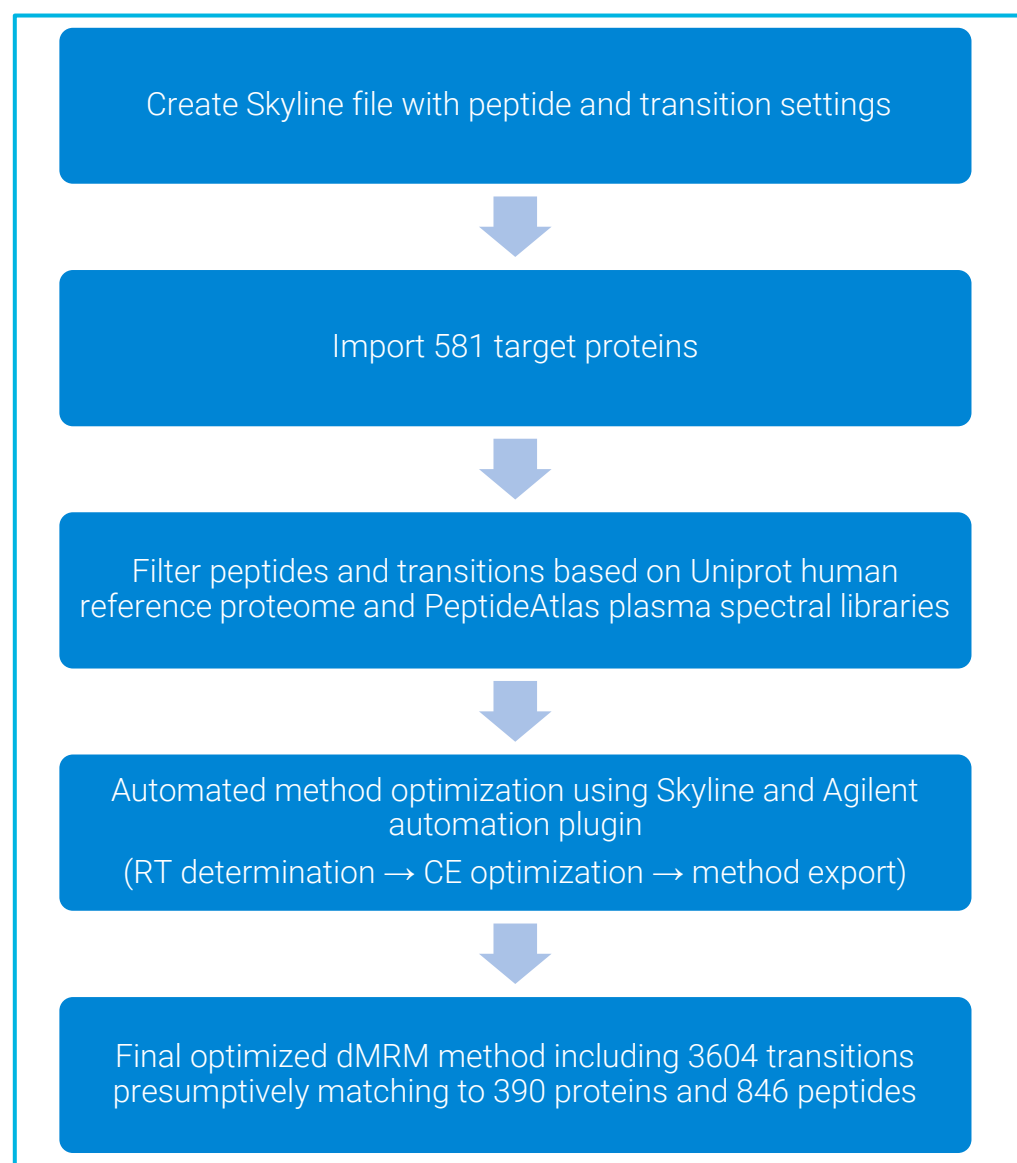 Create Skyline file with peptide and transition settings
Import 581 target proteins
Filter peptides and transitions based on Uniprot human
reference proteome and PeptideAtlas plasma spectral libraries
Automated method optimization using Skyline and Agilent
automation plugin
(RT determination → CE optimization → method export)
Final optimized dMRM method including 3604 transitions
presumptively matching to 390 proteins and 846 peptides